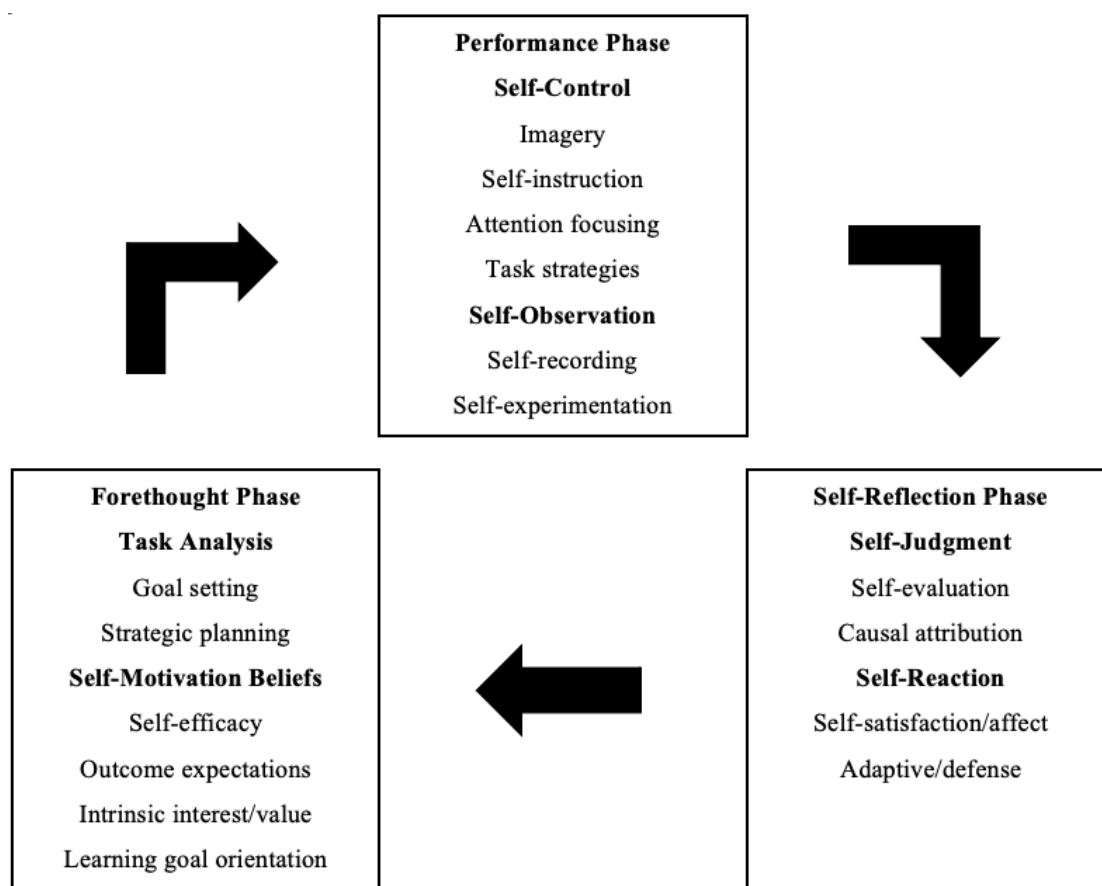 Performance Phase
Self-Control
Imagery
Self-instruction
Attention focusing
Task strategies
Self-Observation
Self-recording
Self-experimentation
Forethought Phase
Task Analysis
Goal setting
Strategic planning
Self-Motivation Beliefs
Self-efficacy
Outcome expectations
Intrinsic interest/value
Learning goal orientation
Self-Reflection Phase
Self-Judgment
Self-evaluation
Causal attribution
Self-Reaction
Self-satisfaction/affect
Adaptive/defense